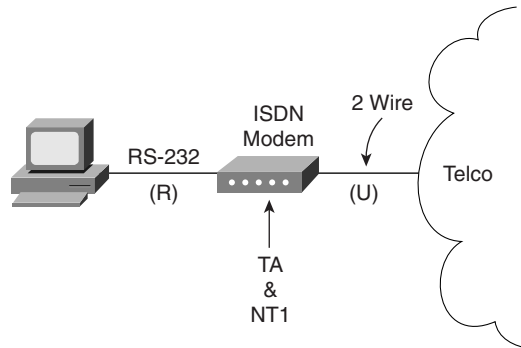 2 Wire
ISDN
Modem
RS-232
(R)
(U)
Telco
TA
&
NT1